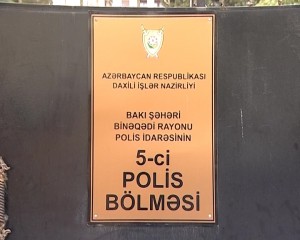 AZƏRBAYCAN RESPUBLİKASI
DAXİLİ İŞLƏR NAZİRLİYİ
BAKI ŞƏHƏRİ
BİNƏQƏDİ RAYONU
POLİS İDARƏSİNİN
5-ci
POLİS
BÖLMƏSİ